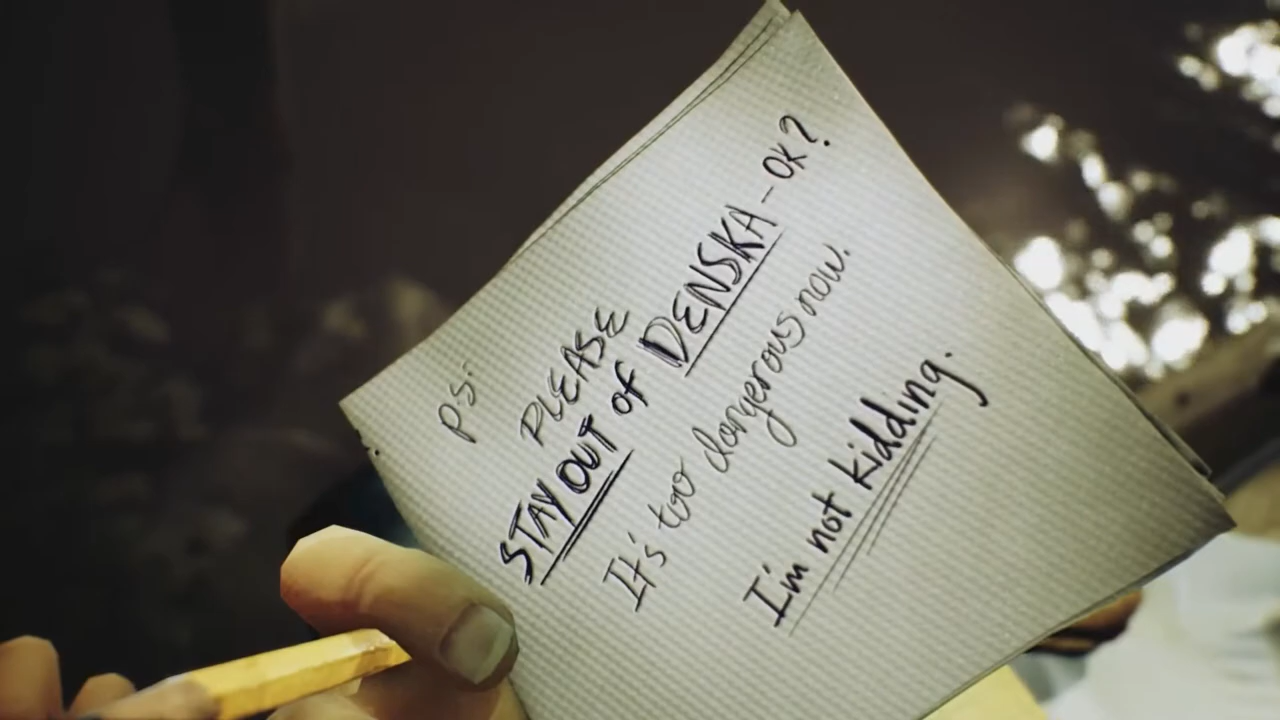 PS:
PLEASE
STAY OUT of DENSKA - OK?
It's too dangerous now.
I'm not kidding.